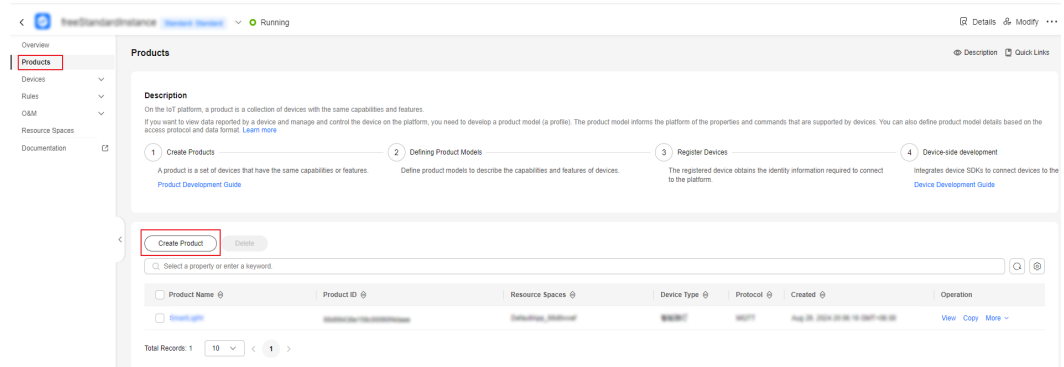 Running
Details Modify
Overview
Products
Devices
Rules
O&M
Resource Spaces
Documentation
Products
Description Quick Links
Description
On the IoT platform, a product is a collection of devices with the same capabilities and features.
If you want to view data reported by a device and manage and control the device on the platform, you need to develop a product model (a profile). The product model informs the platform of the properties and commands that are supported by devices. You can also define product model details based on the
access protocol and data format. Learn more
1 Create Products 2 Defining Product Models 3 Register Devices 4 Device-side development
A product is a set of devices that have the same capabilities or features. Define product models to describe the capabilities and features of devices. The registered device obtains the identity information required to connect Integrates device SDKs to connect devices to the
to the platform.
Product Development Guide Device Development Guide
Create Product Delete
Select a property or enter a keyword.
Product Name Product ID Resource Spaces Device Type Protocol Created Operation
View Copy More
Total Records: 1 10 1